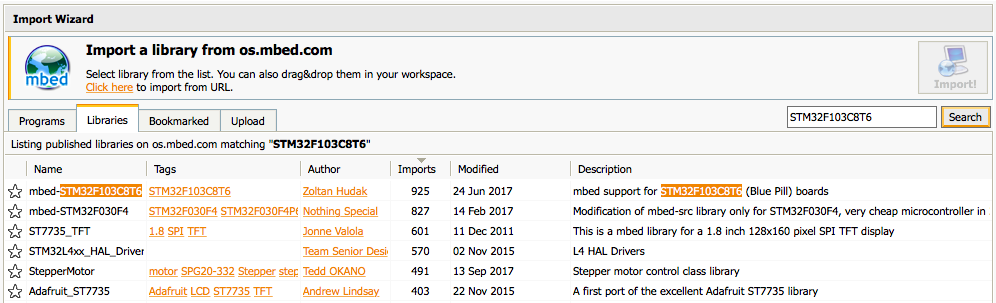 Import Wizard
Import a library from os.mbed.com
mbed
Select library from the list. You can also drag&drop them in your workspace.
Click here to import from URL.
Import!
Programs Libraries Bookmarked Upload STM32F103C8T6 Search
Listing published libraries on os.mbed.com matching "STM32F103C8T6"
Name Tags Author Imports Modified Description
mbed-STM32F103C8T6 STM32F103C8T6 Zoltan Hudak 925 24 Jun 2017 mbed support for STM32F103C8T6 (Blue Pill) boards
mbed-STM32F030F4 STM32F030F4 STM32F030F4P6 Nothing Special 827 14 Feb 2017 Modification of mbed-src library only for STM32F030F4, very cheap microcontroller in
ST7735_TFT 1.8 SPI TFT Jonne Valola 601 11 Dec 2011 This is a mbed library for a 1.8 inch 128x160 pixel SPI TFT display
STM32L4xx_HAL_Driver Team Senior Desi 570 02 Nov 2015 L4 HAL Drivers
StepperMotor motor SPG20-332 Stepper step Tedd OKANO 491 13 Sep 2017 Stepper motor control class library
Adafruit_ST7735 Adafruit LCD ST7735 TFT Andrew Lindsay 403 22 Nov 2015 A first port of the excellent Adafruit ST7735 library